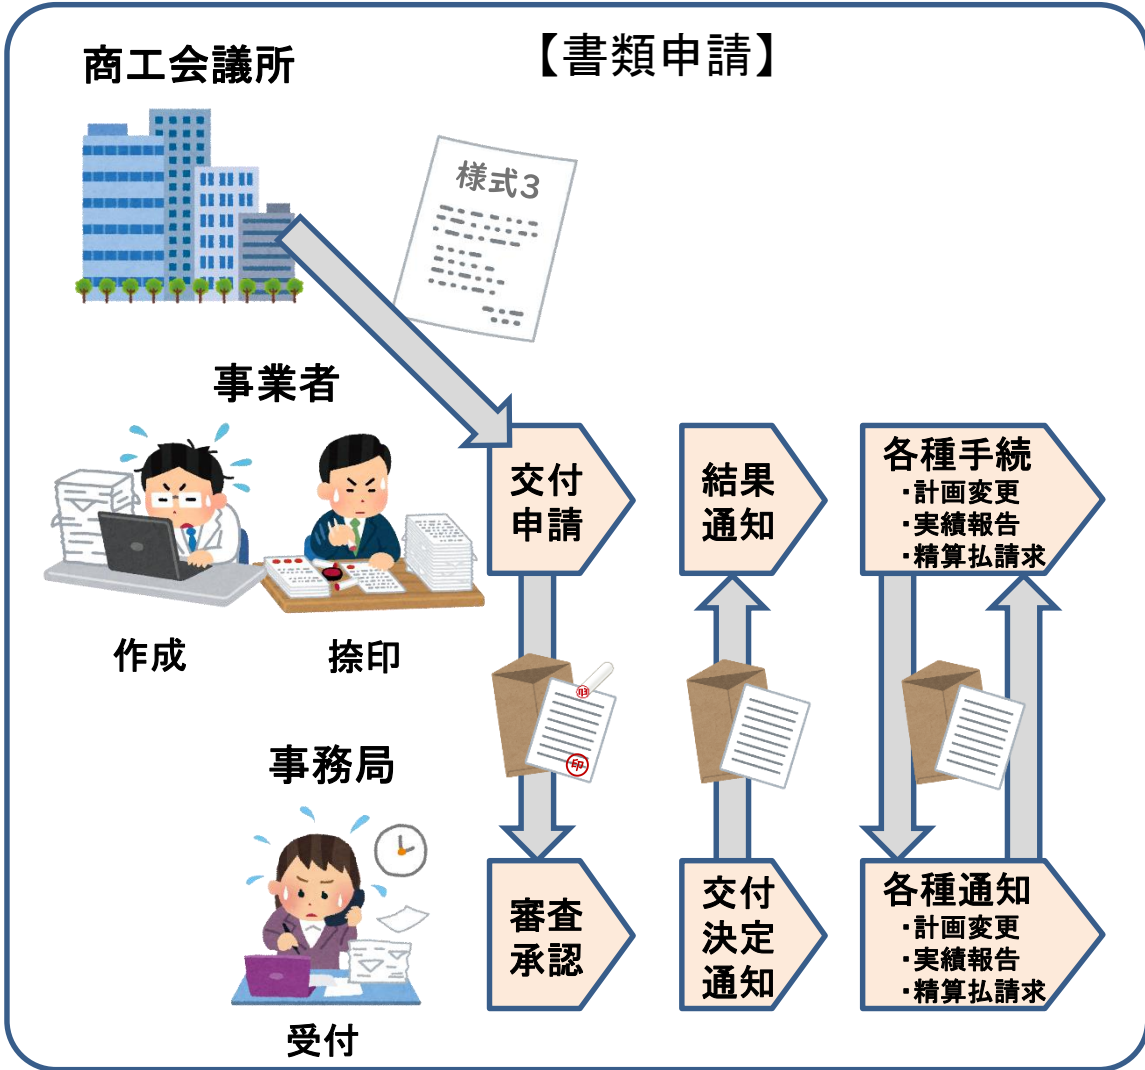 商工会議所
【書類申請】
様式3
事業者
作成
捺印
交付
申請
結果
通知
各種手続
・計画変更
・実績報告
・精算払請求
印
印
事務局
受付
審査
承認
交付
決定
通知
各種通知
・計画変更
・実績報告
・精算払請求